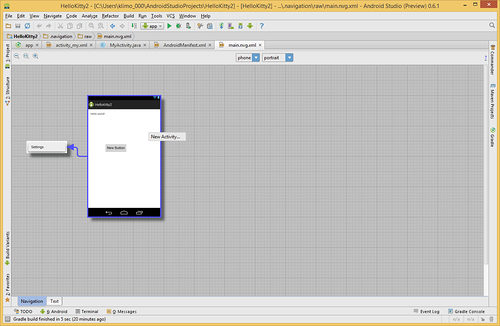 HelloKitty2 - [C:\Users\klimo_000\AndroidStudioProjects\HelloKitty2] - ...\.navigation\raw\main.nvg.xml - Android Studio (Preview) 0.6.1
File Edit View Navigate Code Analyze Refactor Build Run Tools VCS Window Help
app
HelloKitty2 .navigation raw main.nvg.xml
app activity_my.xml MyActivity.java AndroidManifest.xml main.nvg.xml
phone portrait
1: Project
Z: Structure
Commander
Maven Projects
Gradle
HelloKitty2
Hello world!
New Activity...
Settings
New Button
Build Variants
2: Favorites
Navigation Text
TODO 6: Android Terminal 0: Messages Event Log Gradle Console
Gradle build finished in 5 sec (20 minutes ago) n/a n/a